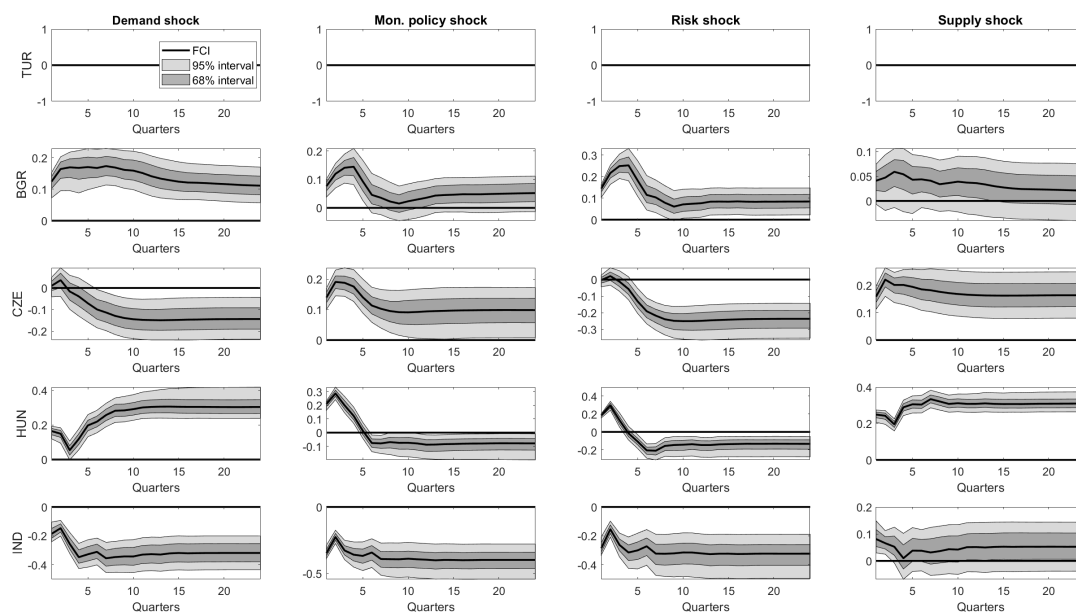 Demand shock Mon. policy shock Risk shock Supply shock
TUR
1
0
-1
FCI
95% interval
68% interval
5 10 15 20
Quarters
1
0
-1
5 10 15 20
Quarters
1
0
-1
5 10 15 20
Quarters
1
0
-1
5 10 15 20
Quarters
BGR
0.2
0.1
0
5 10 15 20
Quarters
0.2
0.1
0
5 10 15 20
Quarters
0.3
0.2
0.1
0
5 10 15 20
Quarters
0.1
0.05
0
5 10 15 20
Quarters
CZE
0
-0.1
-0.2
5 10 15 20
Quarters
0.2
0.1
0
5 10 15 20
Quarters
0
-0.1
-0.2
-0.3
5 10 15 20
Quarters
0.2
0.1
0
5 10 15 20
Quarters
HUN
0.4
0.2
0
5 10 15 20
Quarters
0.3
0.2
0.1
0
-0.1
5 10 15 20
Quarters
0.4
0.2
0
-0.2
5 10 15 20
Quarters
0.4
0.2
0
5 10 15 20
Quarters
IND
0
-0.2
-0.4
5 10 15 20
Quarters
0
-0.5
5 10 15 20
Quarters
0
-0.2
-0.4
5 10 15 20
Quarters
0.2
0.1
0
5 10 15 20
Quarters